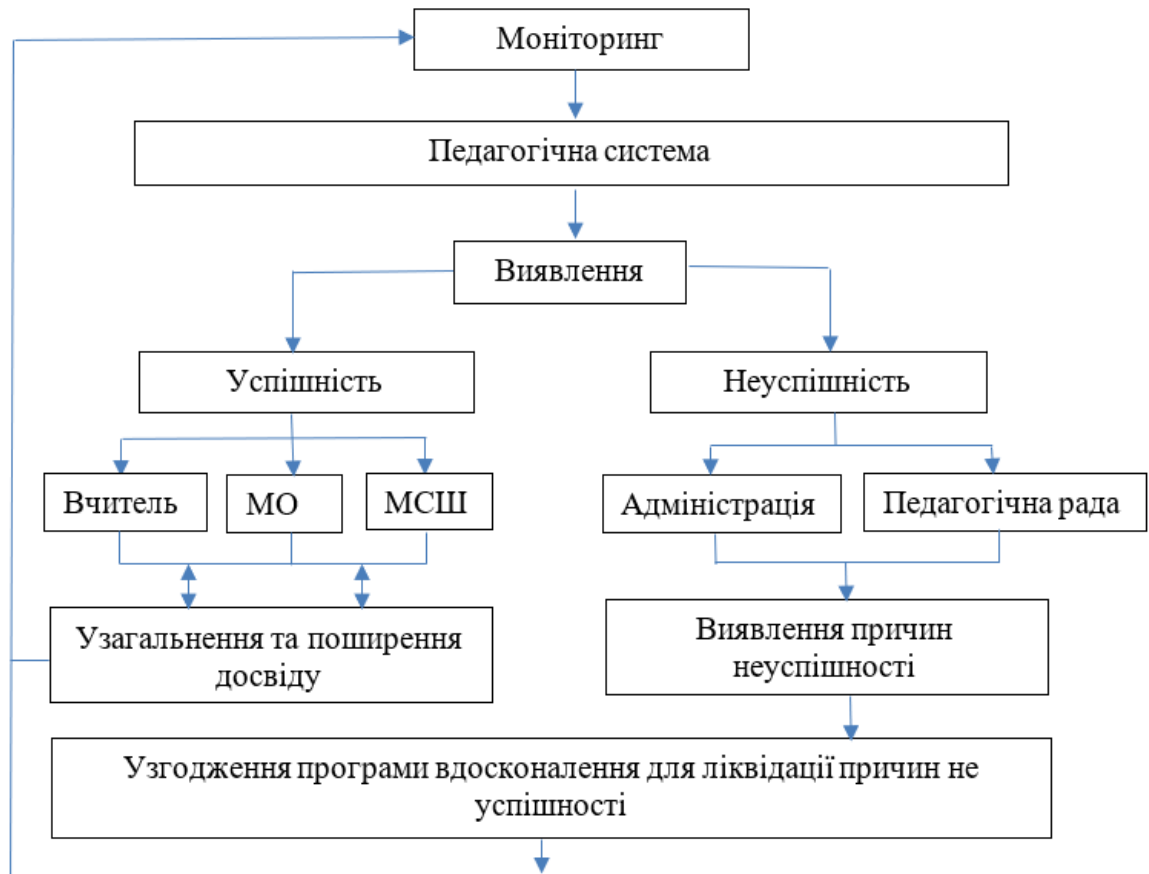 Моніторинг
Педагогічна система
Виявлення
Успішність
Неуспішність
Вчитель
МО
МСШ
Адміністрація
Педагогічна рада
Узагальнення та поширення
досвіду
Виявлення причин
неуспішності
Узгодження програми вдосконалення для ліквідації причин не
успішності